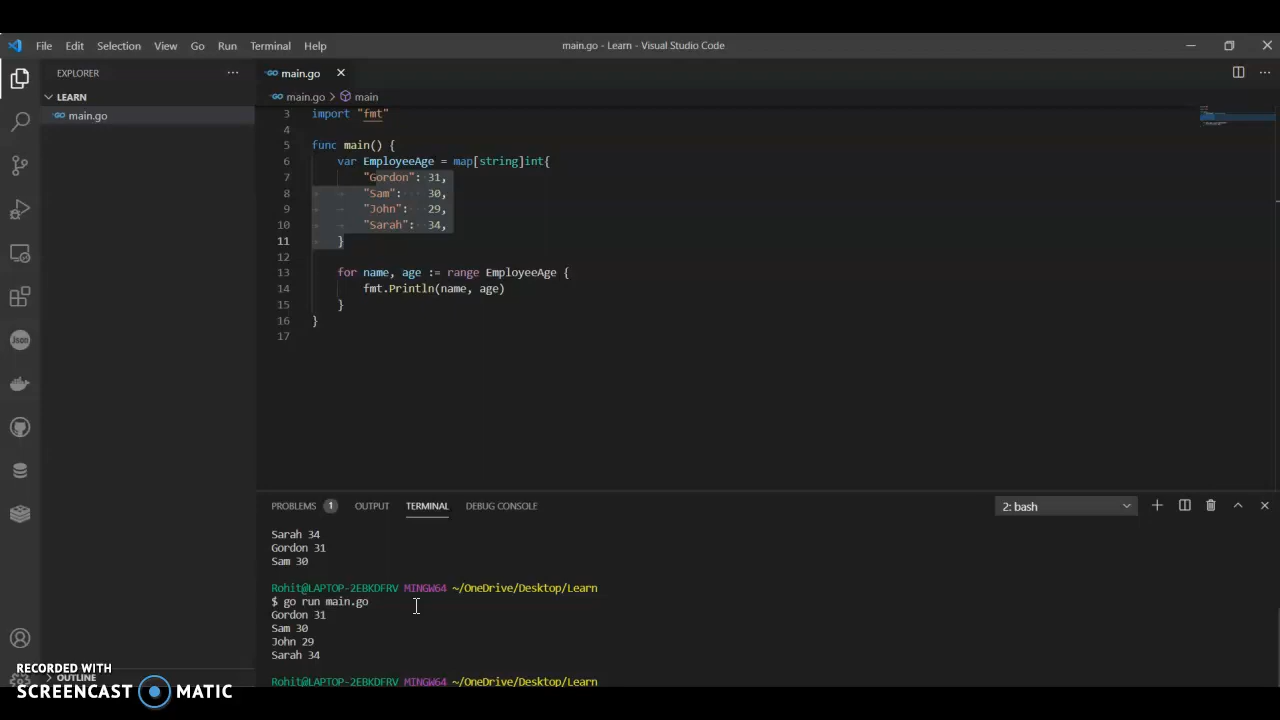 File Edit Selection View Go Run Terminal Help
main.go - Learn - Visual Studio Code
EXPLORER
LEARN
main.go
main.go
main.go > main
3 import "fmt"
4
5 func main() {
6 var EmployeeAge = map[string]int{
7 "Gordon": 31,
8 "Sam": 30,
9 "John": 29,
10 "Sarah": 34,
11 }
12
13 for name, age := range EmployeeAge {
14 fmt.Println(name, age)
15 }
16 }
17
PROBLEMS 1 OUTPUT TERMINAL DEBUG CONSOLE
2: bash
Sarah 34
Gordon 31
Sam 30
Rohit@LAPTOP-2EBKDFRV MINGW64 ~/OneDrive/Desktop/Learn
$ go run main.go
Gordon 31
Sam 30
John 29
Sarah 34
Rohit@LAPTOP-2EBKDFRV MINGW64 ~/OneDrive/Desktop/Learn
Json
OUTLINE
RECORDED WITH
SCREENCAST MATIC